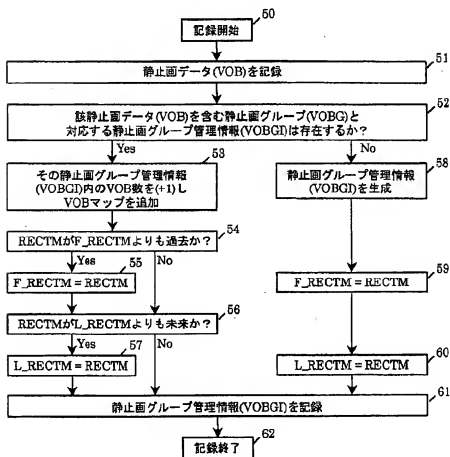 50
記録開始
51
静止画データ(VOB)を記録
52
該静止画データ(VOB)を含む静止画グループ(VOBG)と
対応する静止画グループ管理情報(VOBGI)は存在するか?
Yes
No
53
その静止画グループ管理情報
(VOBGI)内のVOB数を(+1)し
VOBマップを追加
58
静止画グループ管理情報
(VOBGI)を生成
54
RECTMがF_RECTMよりも過去か?
Yes
55
No
F_RECTM = RECTM
59
F_RECTM = RECTM
56
RECTMがL_RECTMよりも未来か?
Yes
57
No
L_RECTM = RECTM
60
L_RECTM = RECTM
61
静止画グループ管理情報(VOBGI)を記録
62
記録終了